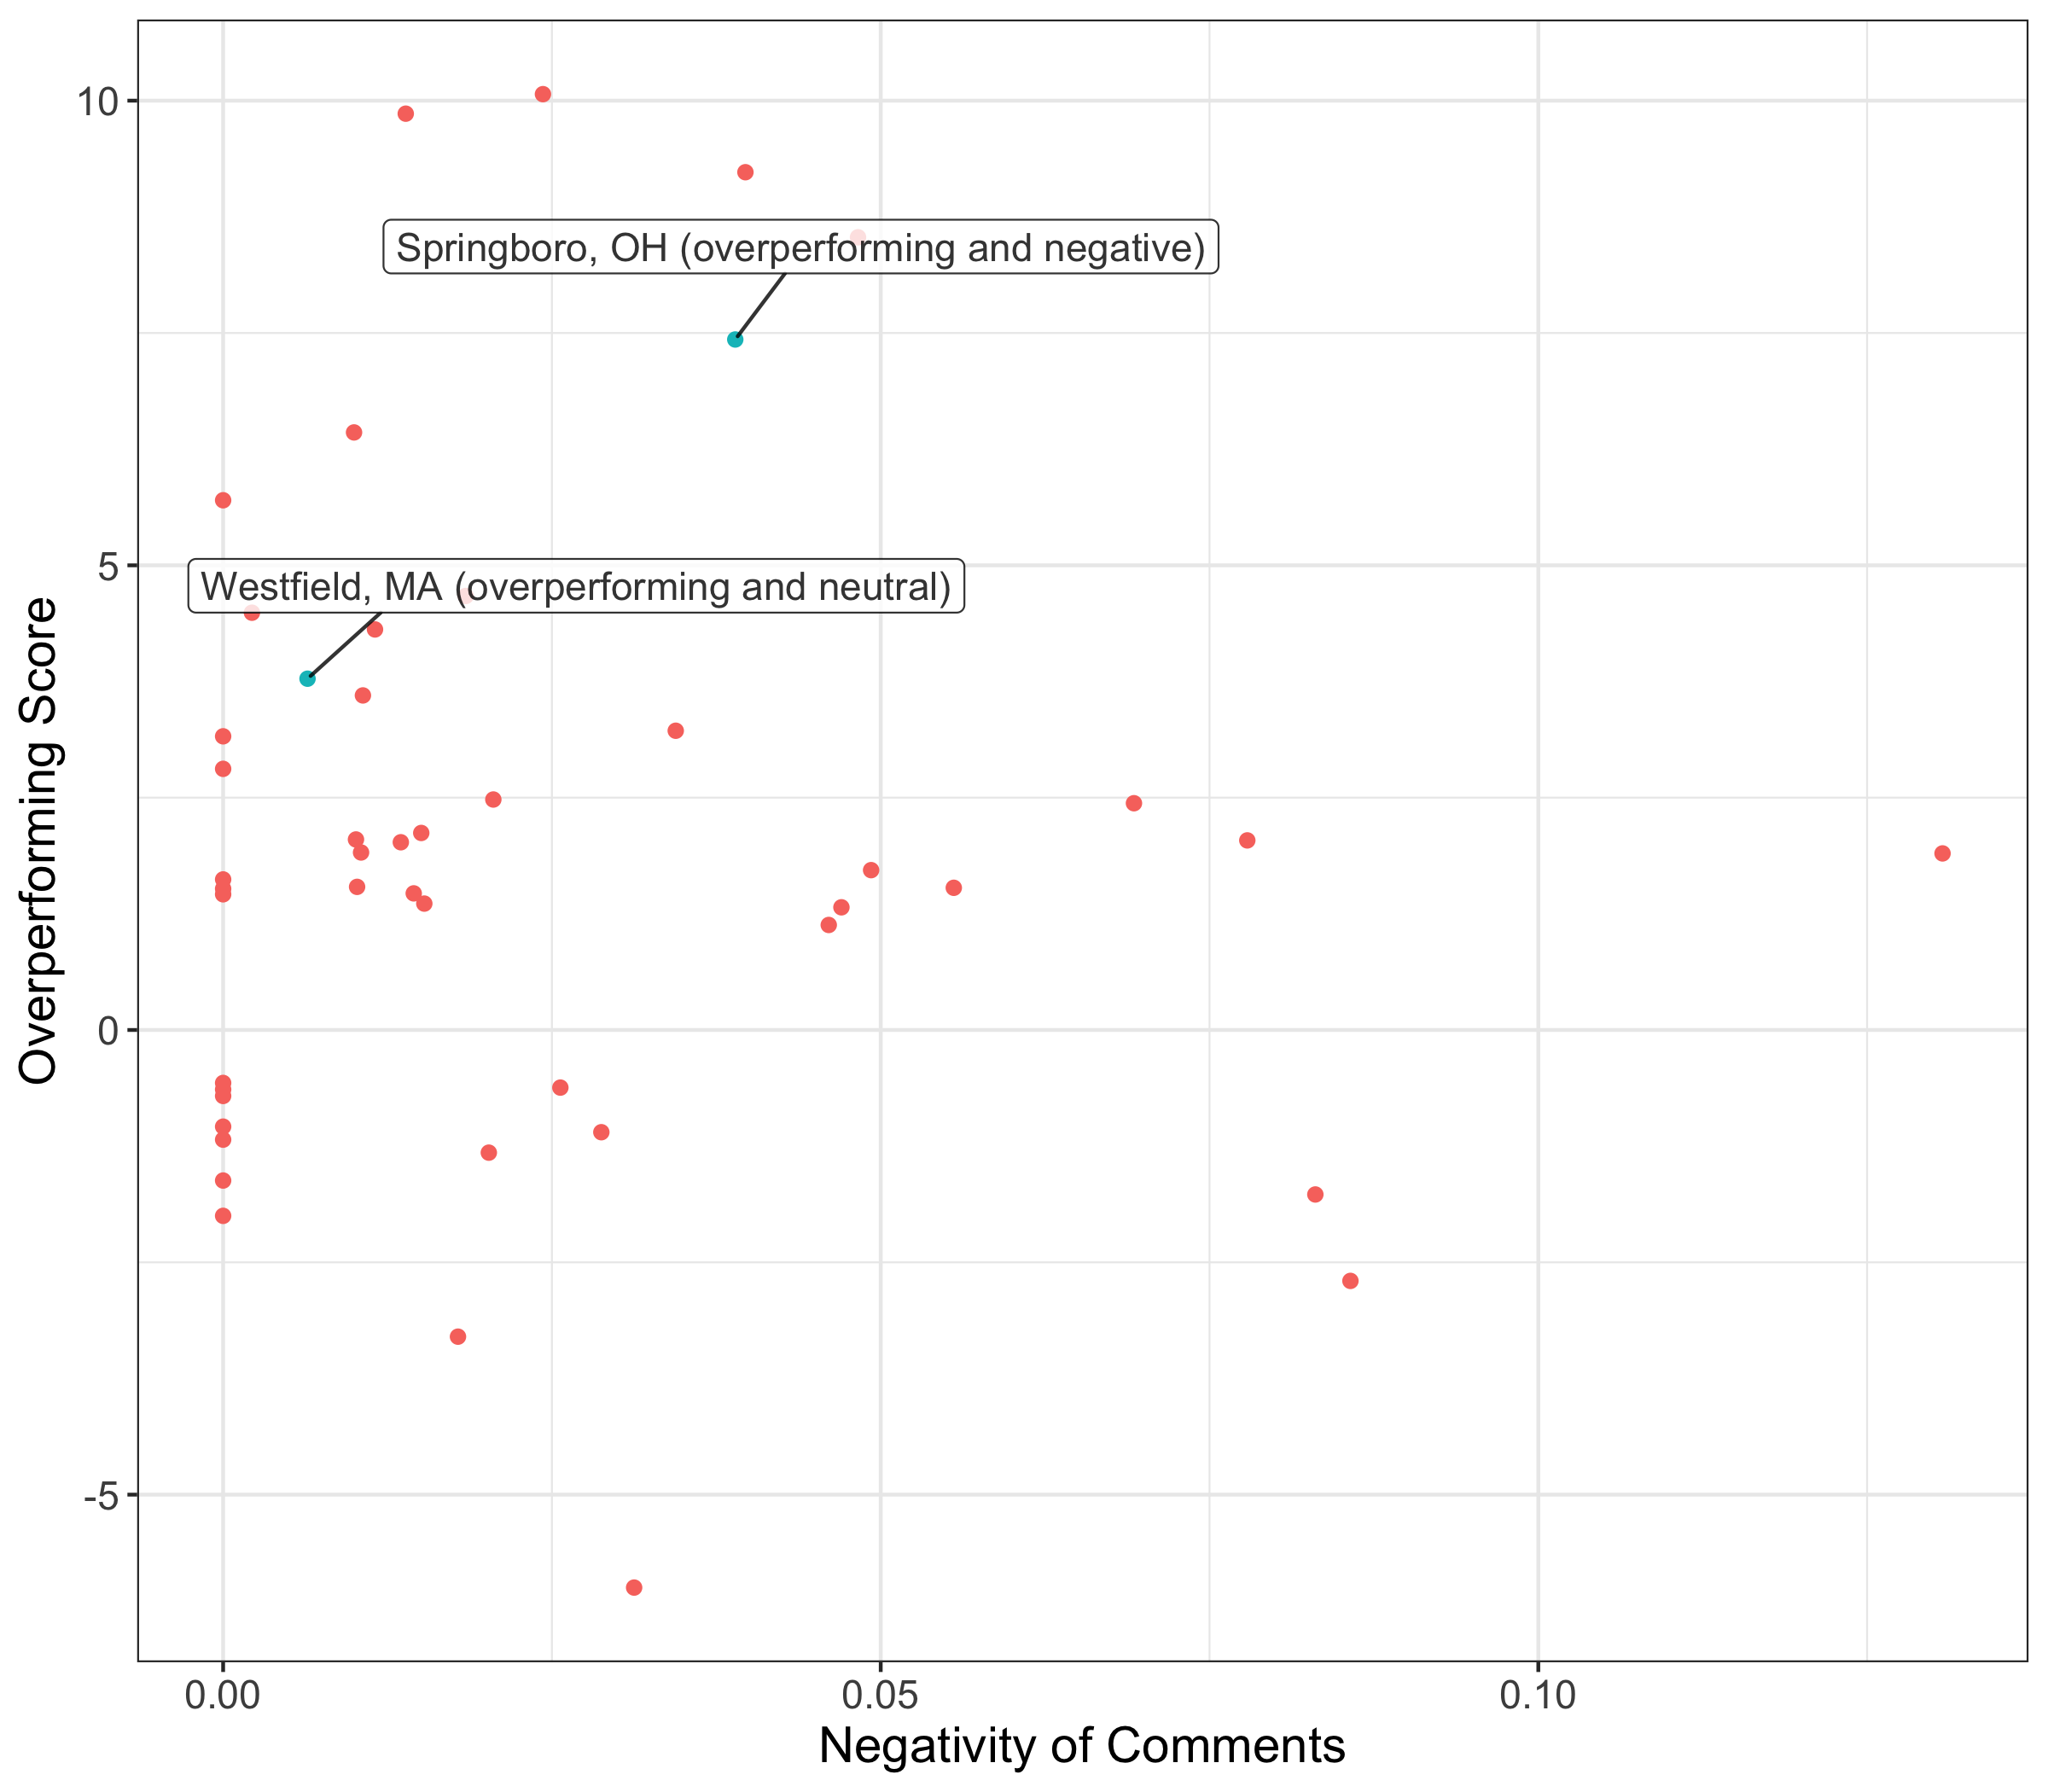 10
Springboro, OH (overperforming and negative)
5
Westfield, MA (overperforming and neutral)
Overperforming Score
0
-5
0.00
0.05
0.10
Negativity of Comments